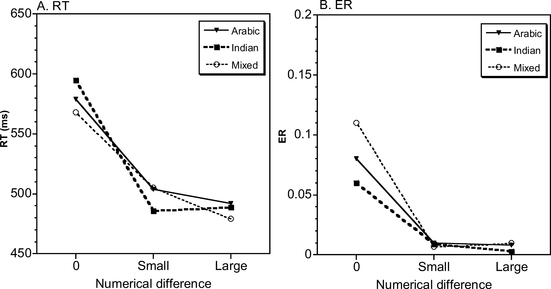 A. RT
650
600
550
500
450
RT (ms)
Arabic
Indian
Mixed
0
Small
Large
Numerical difference
B. ER
0.2
0.15
0.1
0.05
0
ER
Arabic
Indian
Mixed
0
Small
Large
Numerical difference